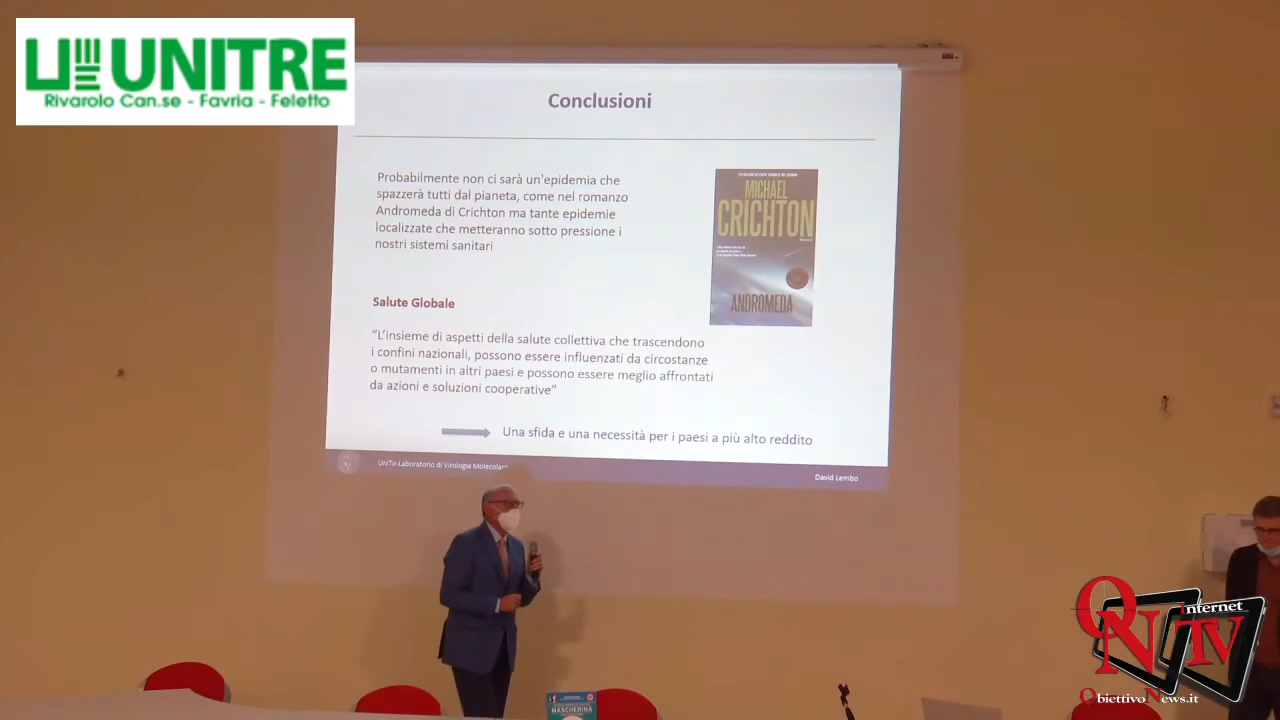 UNITRE
Rivarolo Can.se - Favria - Feletto
Conclusioni
Probabilmente non ci sarà un'epidemia che
spazzerà tutti dal pianeta, come nel romanzo
Andromeda di Crichton ma tante epidemie
localizzate che metteranno sotto pressione i
nostri sistemi sanitari
MICHAEL
CRICHTON
ANDROMEDA
Salute Globale
"L'insieme di aspetti della salute collettiva che trascendono
i confini nazionali, possono essere influenzati da circostanze
o mutamenti in altri paesi e possono essere meglio affrontati
da azioni e soluzioni cooperative"
Una sfida e una necessità per i paesi a più alto reddito
UniTo-Laboratorio di Virologia Molecolare
David Lembo
MASCHERINA
ON
internet
TV
ObiettivoNews.it